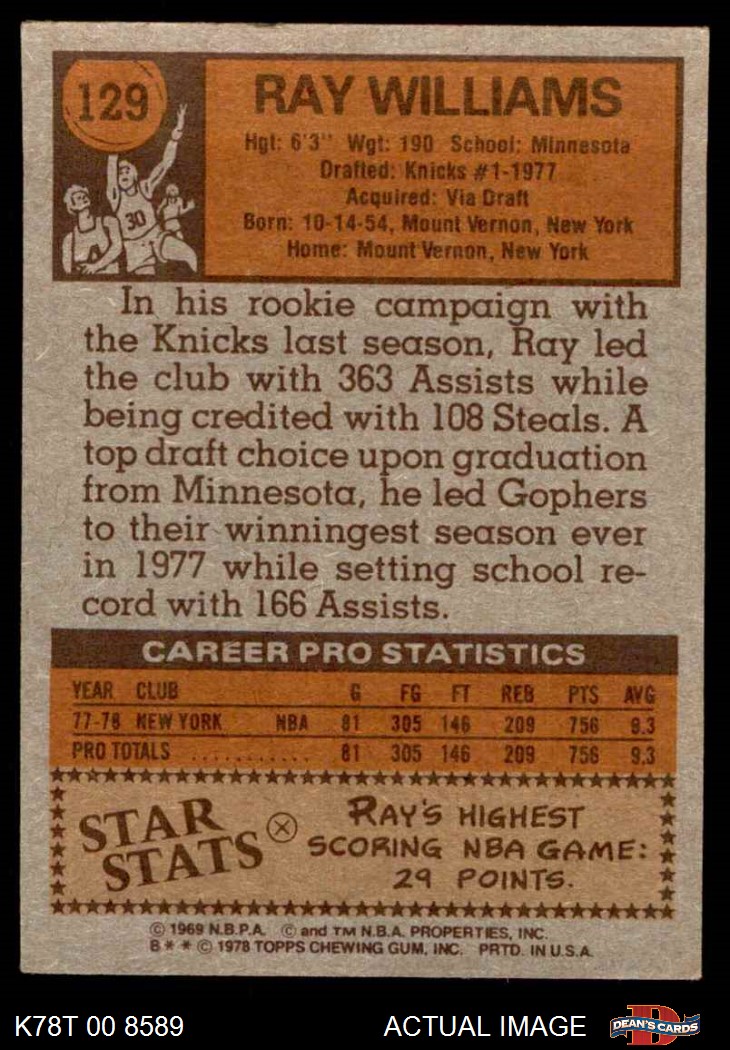 129
RAY WILLIAMS
Hgt: 6'3" Wgt: 190 School: Minnesota
Drafted: Knicks #1-1977
Acquired: Via Draft
Born: 10-14-54, Mount Vernon, New York
Home: Mount Vernon, New York
30
In his rookie campaign with
the Knicks last season, Ray led
the club with 363 Assists while
being credited with 108 Steals. A
top draft choice upon graduation
from Minnesota, he led Gophers
to their winningest season ever
in 1977 while setting school re-
cord with 166 Assists.
CAREER PRO STATISTICS
YEAR CLUB G FG FT REB PTS AVG
77-78 NEW YORK NBA 81 305 146 209 756 9.3
PRO TOTALS ........... 81 305 146 209 756 9.3
STAR
STATS
RAY'S HIGHEST
SCORING NBA GAME:
29 POINTS.
© 1969 N.B.P.A. © and TM N.B.A. PROPERTIES, INC.
B * * © 1978 TOPPS CHEWING GUM, INC. PRTD. IN U.S.A.
K78T 00 8589 ACTUAL IMAGE
DEAN'S CARDS